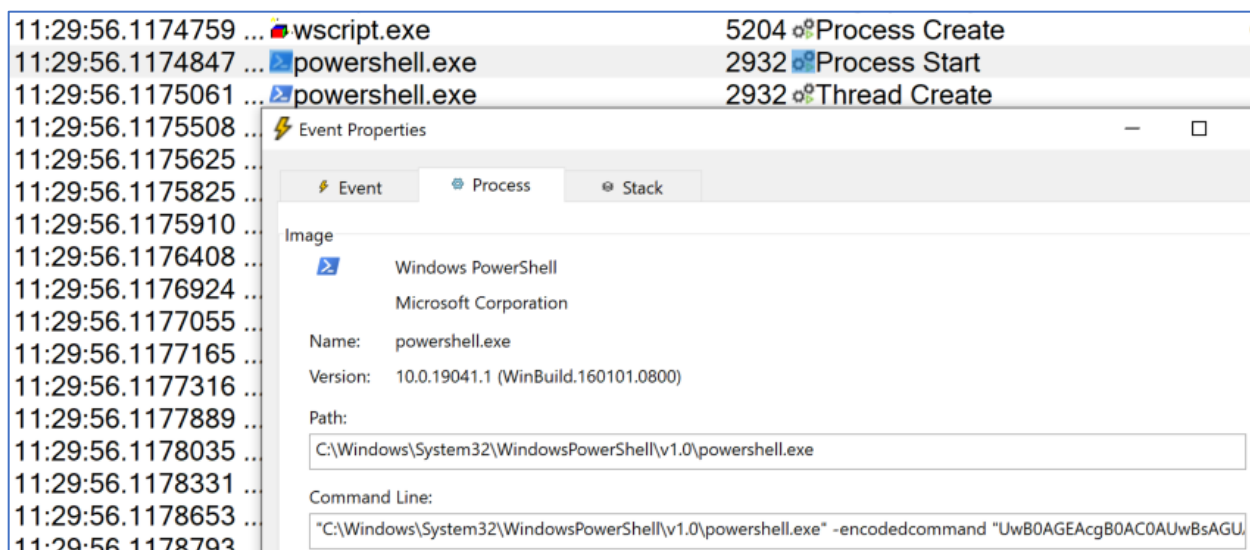 11:29:56.1174759 ... wscript.exe 5204 Process Create
11:29:56.1174847 ... powershell.exe 2932 Process Start
11:29:56.1175061 ... powershell.exe 2932 Thread Create
11:29:56.1175508 ...
11:29:56.1175625 ...
11:29:56.1175825 ...
11:29:56.1175910 ...
11:29:56.1176408 ...
11:29:56.1176924 ...
11:29:56.1177055 ...
11:29:56.1177165 ...
11:29:56.1177316 ...
11:29:56.1177889 ...
11:29:56.1178035 ...
11:29:56.1178331 ...
11:29:56.1178653 ...
11:29:56.1178793
Event Properties
Event Process Stack
Image
Windows PowerShell
Microsoft Corporation
Name: powershell.exe
Version: 10.0.19041.1 (WinBuild.160101.0800)
Path:
C:\Windows\System32\WindowsPowerShell\v1.0\powershell.exe
Command Line:
"C:\Windows\System32\WindowsPowerShell\v1.0\powershell.exe" -encodedcommand "UwB0AGEAcgB0AC0AUwBsAGU